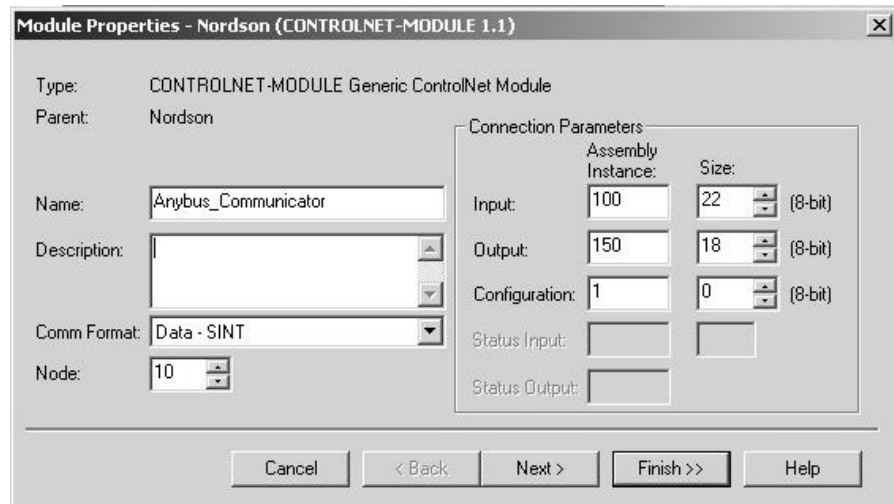 Module Properties - Nordson (CONTROLNET-MODULE 1.1)
Type: CONTROLNET-MODULE Generic ControlNet Module
Parent: Nordson
Connection Parameters
Assembly Instance: Size:
Name: Anybus_Communicator
Input: 100 22 (8-bit)
Description:
Output: 150 18 (8-bit)
Configuration: 1 0 (8-bit)
Comm Format: Data - SINT
Status Input:
Node: 10
Status Output:
Cancel < Back Next > Finish >> Help